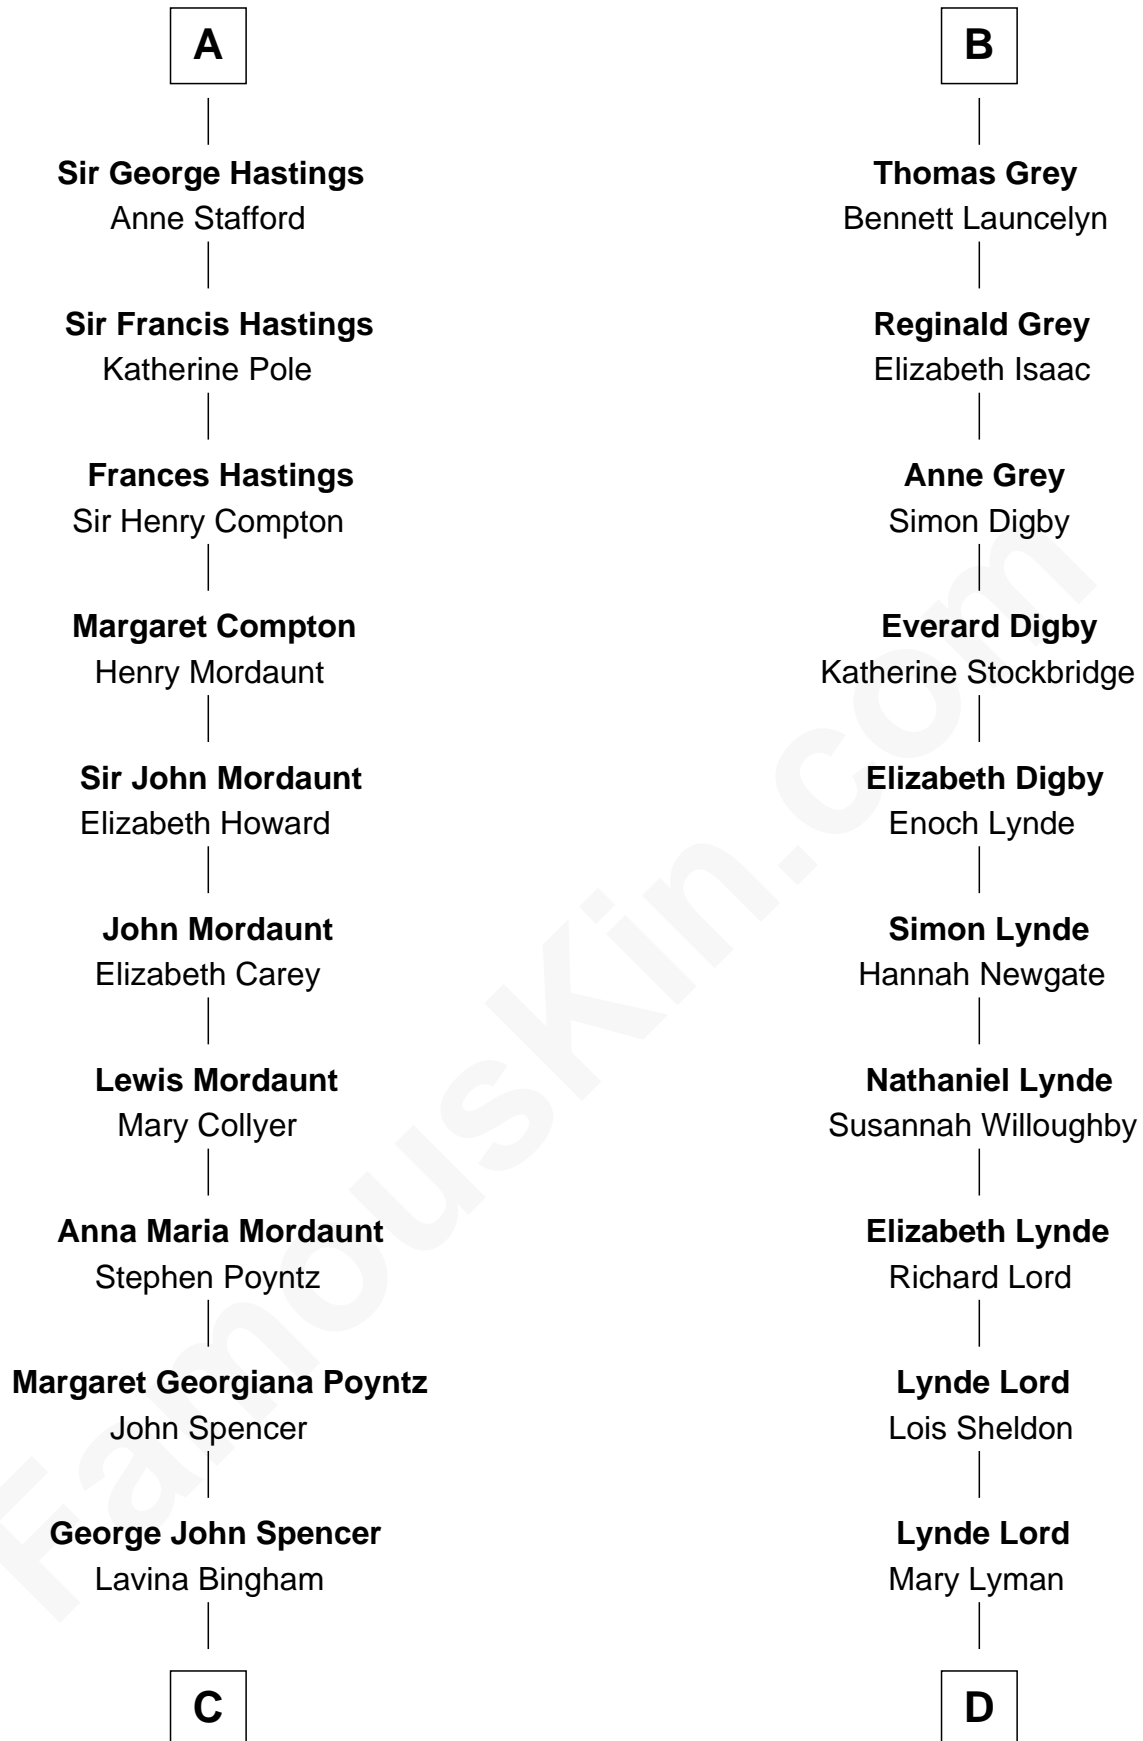 A
Sir George Hastings
Anne Stafford
Sir Francis Hastings
Katherine Pole
Frances Hastings
Sir Henry Compton
Margaret Compton
Henry Mordaunt
Sir John Mordaunt
Elizabeth Howard
John Mordaunt
Elizabeth Carey
Lewis Mordaunt
Mary Collyer
Anna Maria Mordaunt
Stephen Poyntz
Margaret Georgiana Poyntz
John Spencer
George John Spencer
Lavina Bingham
C
B
Thomas Grey
Bennett Launcelyn
Reginald Grey
Elizabeth Isaac
Anne Grey
Simon Digby
Everard Digby
Katherine Stockbridge
Elizabeth Digby
Enoch Lynde
Simon Lynde
Hannah Newgate
Nathaniel Lynde
Susannah Willoughby
Elizabeth Lynde
Richard Lord
Lynde Lord
Lois Sheldon
Lynde Lord
Mary Lyman
D
FamousKin.com